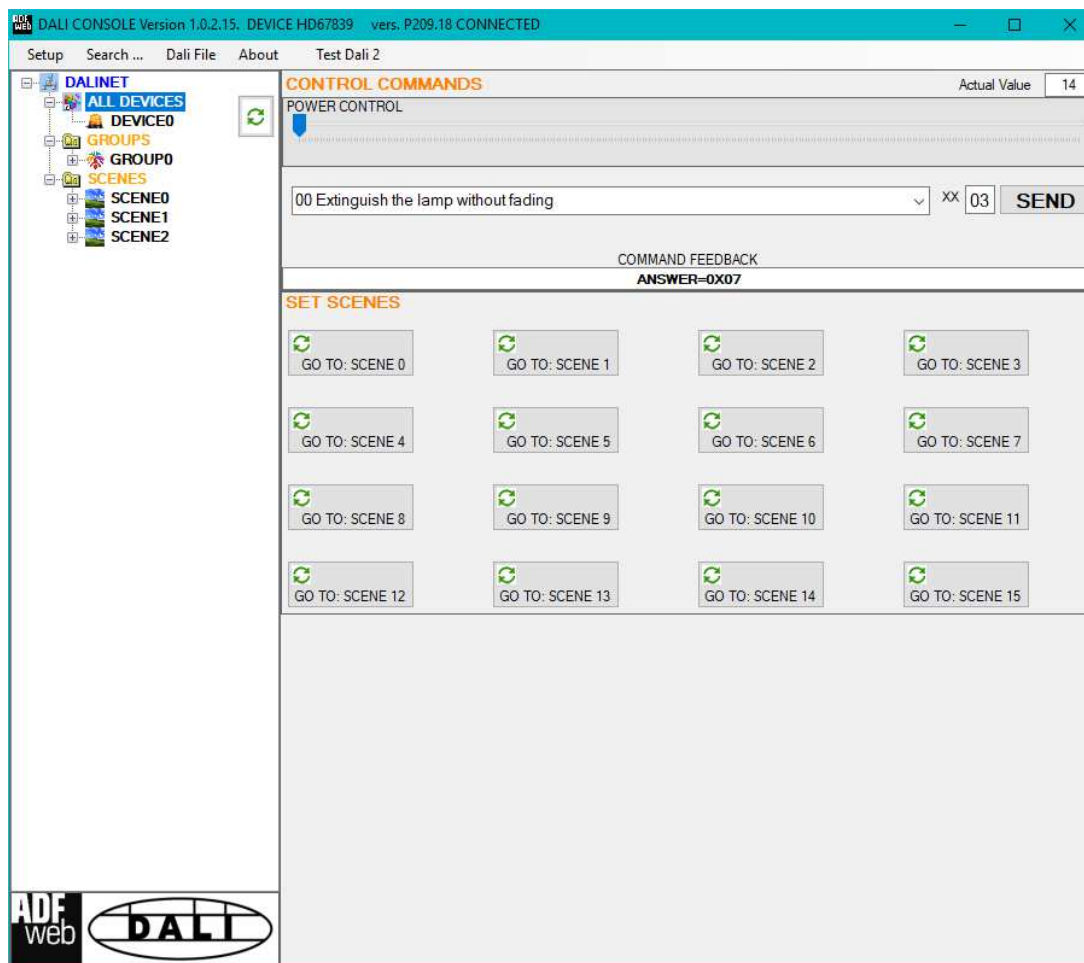 DALI CONSOLE Version 1.0.2.15. DEVICE HD67839 vers. P209.18 CONNECTED
Setup Search ... Dali File About Test Dali 2
DALINET
ALL DEVICES
DEVICE0
GROUPS
GROUP0
SCENES
SCENE0
SCENE1
SCENE2
CONTROL COMMANDS
Actual Value 14
POWER CONTROL
00 Extinguish the lamp without fading
XX 03 SEND
COMMAND FEEDBACK
ANSWER=0X07
SET SCENES
GO TO: SCENE 0 GO TO: SCENE 1 GO TO: SCENE 2 GO TO: SCENE 3
GO TO: SCENE 4 GO TO: SCENE 5 GO TO: SCENE 6 GO TO: SCENE 7
GO TO: SCENE 8 GO TO: SCENE 9 GO TO: SCENE 10 GO TO: SCENE 11
GO TO: SCENE 12 GO TO: SCENE 13 GO TO: SCENE 14 GO TO: SCENE 15
ADF
web
DALI